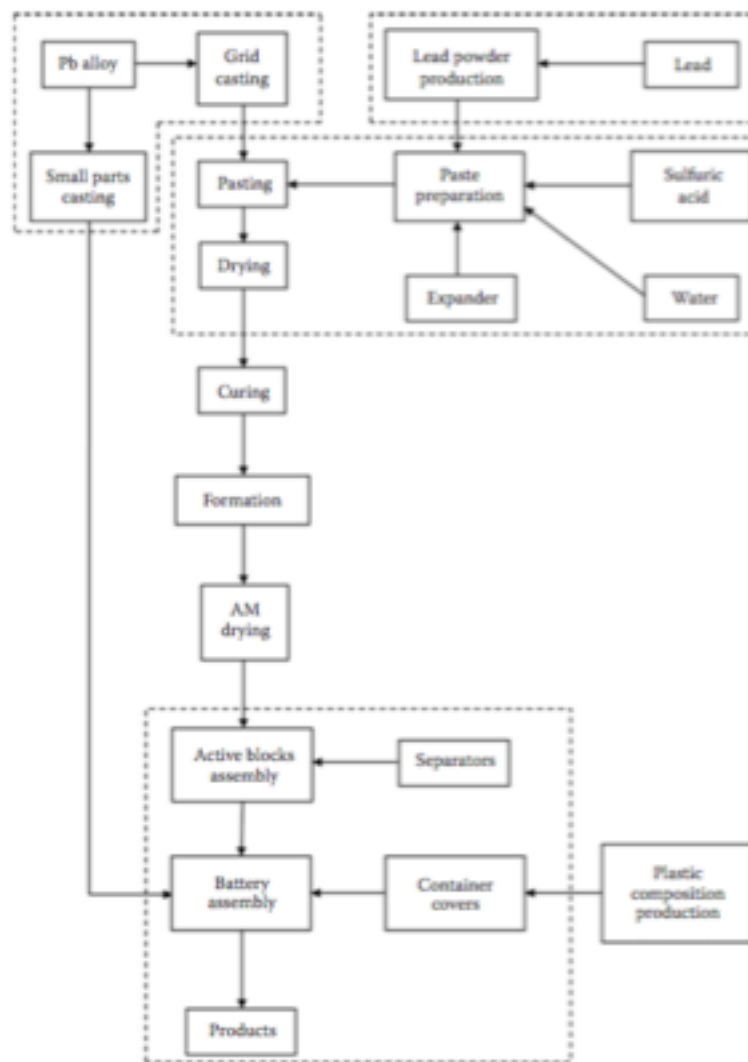 Pb alloy
Grid
casting
Lead powder
production
Lead
Small parts
casting
Pasting
Paste
preparation
Sulfuric
acid
Drying
Expander
Water
Curing
Formation
AM
drying
Active blocks
assembly
Separators
Battery
assembly
Container
covers
Plastic
composition
production
Products